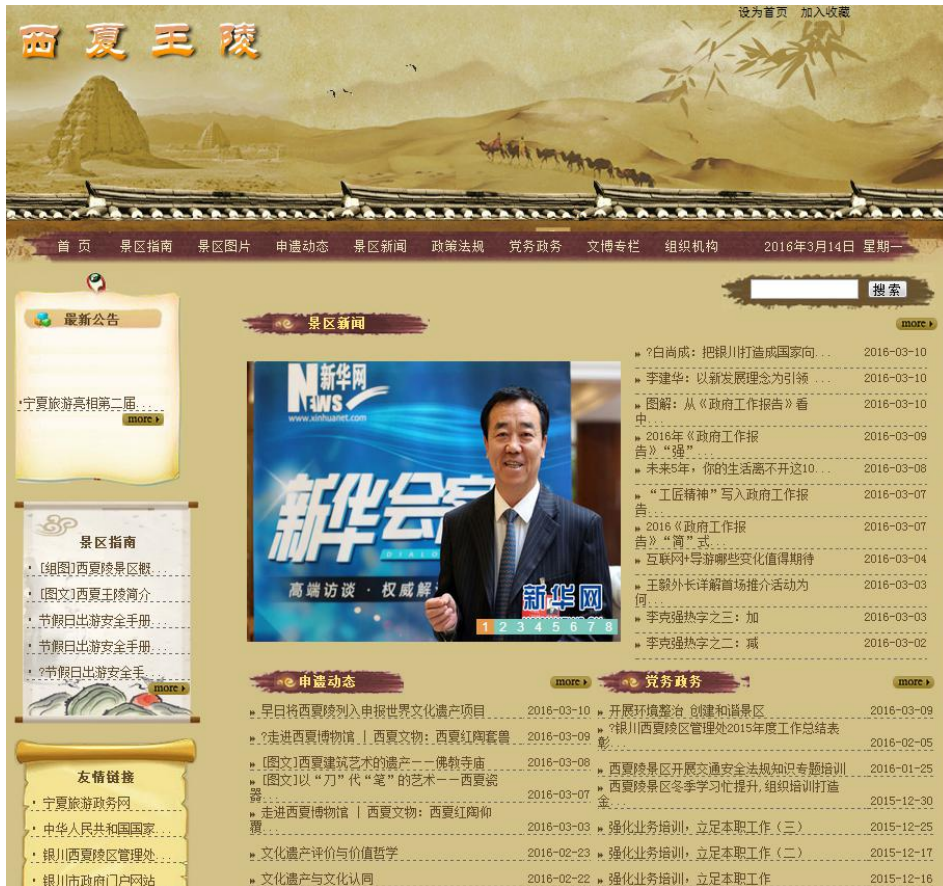 设为首页 加入收藏
西夏王陵
首 页 景区指南 景区图片 申遗动态 景区新闻 政策法规 党务政务 文博专栏 组织机构 2016年3月14日 星期一
搜索
最新公告
·宁夏旅游亮相第二届...
more
景区指南
· [组图]西夏陵景区概...
· [图文]西夏王陵简介
· 节假日出游安全手册...
· 节假日出游安全手册...
· ?节假日出游安全手...
more
友情链接
· 宁夏旅游政务网
· 中华人民共和国国家...
· 银川西夏陵区管理处...
· 银川市政府门户网站
景区新闻
more
新华网
NEWS
www.xinhuanet.com
新华会客
DIALO
高端访谈 · 权威解
新华网
1 2 3 4 5 6 7 8
?白尚成：把银川打造成国家向... 2016-03-10
李建华：以新发展理念为引领 ... 2016-03-10
图解：从《政府工作报告》看 2016-03-10
中...
2016年《政府工作报 2016-03-09
告》“强”...
未来5年，你的生活离不开这10... 2016-03-08
“工匠精神”写入政府工作报 2016-03-07
告...
2016《政府工作报 2016-03-07
告》“简”式...
互联网+导游哪些变化值得期待 2016-03-04
王毅外长详解首场推介活动为 2016-03-03
何...
李克强热字之三：加 2016-03-03
李克强热字之二：减 2016-03-02
申遗动态
more
早日将西夏陵列入申报世界文化遗产项目 2016-03-10
?走进西夏博物馆 | 西夏文物：西夏红陶套兽 2016-03-09
[图文]西夏建筑艺术的遗产－－佛教寺庙 2016-03-08
[图文]以“刀”代“笔”的艺术－－西夏瓷
器... 2016-03-07
走进西夏博物馆 | 西夏文物：西夏红陶仰
覆... 2016-03-03
文化遗产评价与价值哲学 2016-02-23
文化遗产与文化认同 2016-02-22
党务政务
more
开展环境整治 创建和谐景区 2016-03-09
?银川西夏陵区管理处2015年度工作总结表
彰... 2016-02-05
西夏陵景区开展交通安全法规知识专题培训 2016-01-25
西夏陵景区冬季学习忙提升,组织培训打造
金... 2015-12-30
强化业务培训，立足本职工作（三） 2015-12-25
强化业务培训，立足本职工作（二） 2015-12-17
强化业务培训，立足本职工作 2015-12-16